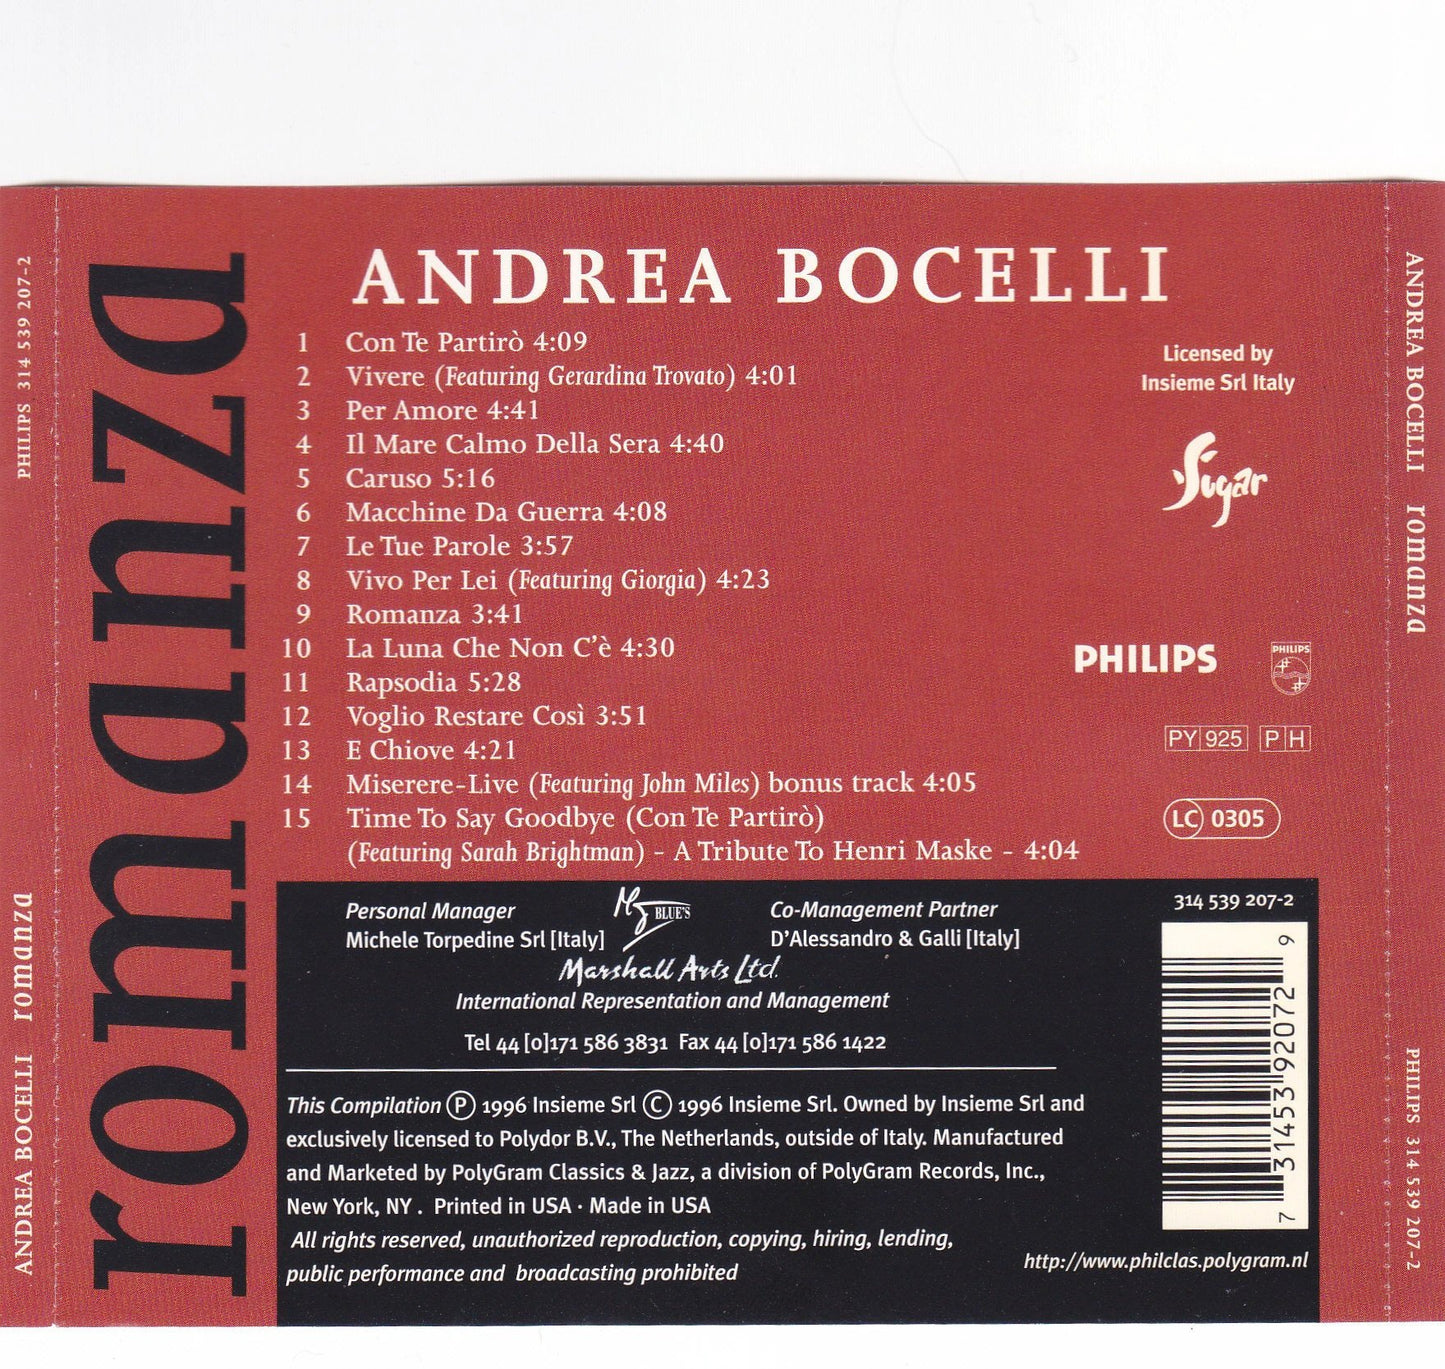 ANDREA BOCELLI
romanza
1 Con Te Partirò 4:09
2 Vivere (Featuring Gerardina Trovato) 4:01
3 Per Amore 4:41
4 Il Mare Calmo Della Sera 4:40
5 Caruso 5:16
6 Macchine Da Guerra 4:08
7 Le Tue Parole 3:57
8 Vivo Per Lei (Featuring Giorgia) 4:23
9 Romanza 3:41
10 La Luna Che Non C'è 4:30
11 Rapsodia 5:28
12 Voglio Restare Così 3:51
13 E Chiove 4:21
14 Miserere-Live (Featuring John Miles) bonus track 4:05
15 Time To Say Goodbye (Con Te Partirò)
(Featuring Sarah Brightman) - A Tribute To Henri Maske - 4:04
Licensed by
Insieme Srl Italy
Sugar
PHILIPS
PHILIPS
PY 925 P H
LC 0305
Personal Manager
Michele Torpedine Srl [Italy]
BLUE'S
Co-Management Partner
D'Alessandro & Galli [Italy]
Marshall Arts Ltd.
International Representation and Management
Tel 44 [0]171 586 3831 Fax 44 [0]171 586 1422
This Compilation Ⓟ 1996 Insieme Srl Ⓒ 1996 Insieme Srl. Owned by Insieme Srl and
exclusively licensed to Polydor B.V., The Netherlands, outside of Italy. Manufactured
and Marketed by PolyGram Classics & Jazz, a division of PolyGram Records, Inc.,
New York, NY . Printed in USA · Made in USA
All rights reserved, unauthorized reproduction, copying, hiring, lending,
public performance and broadcasting prohibited
314 539 207-2
7 31453 92072 9
http://www.philclas.polygram.nl
ANDREA BOCELLI romanza PHILIPS 314 539 207-2
ANDREA BOCELLI romanza PHILIPS 314 539 207-2